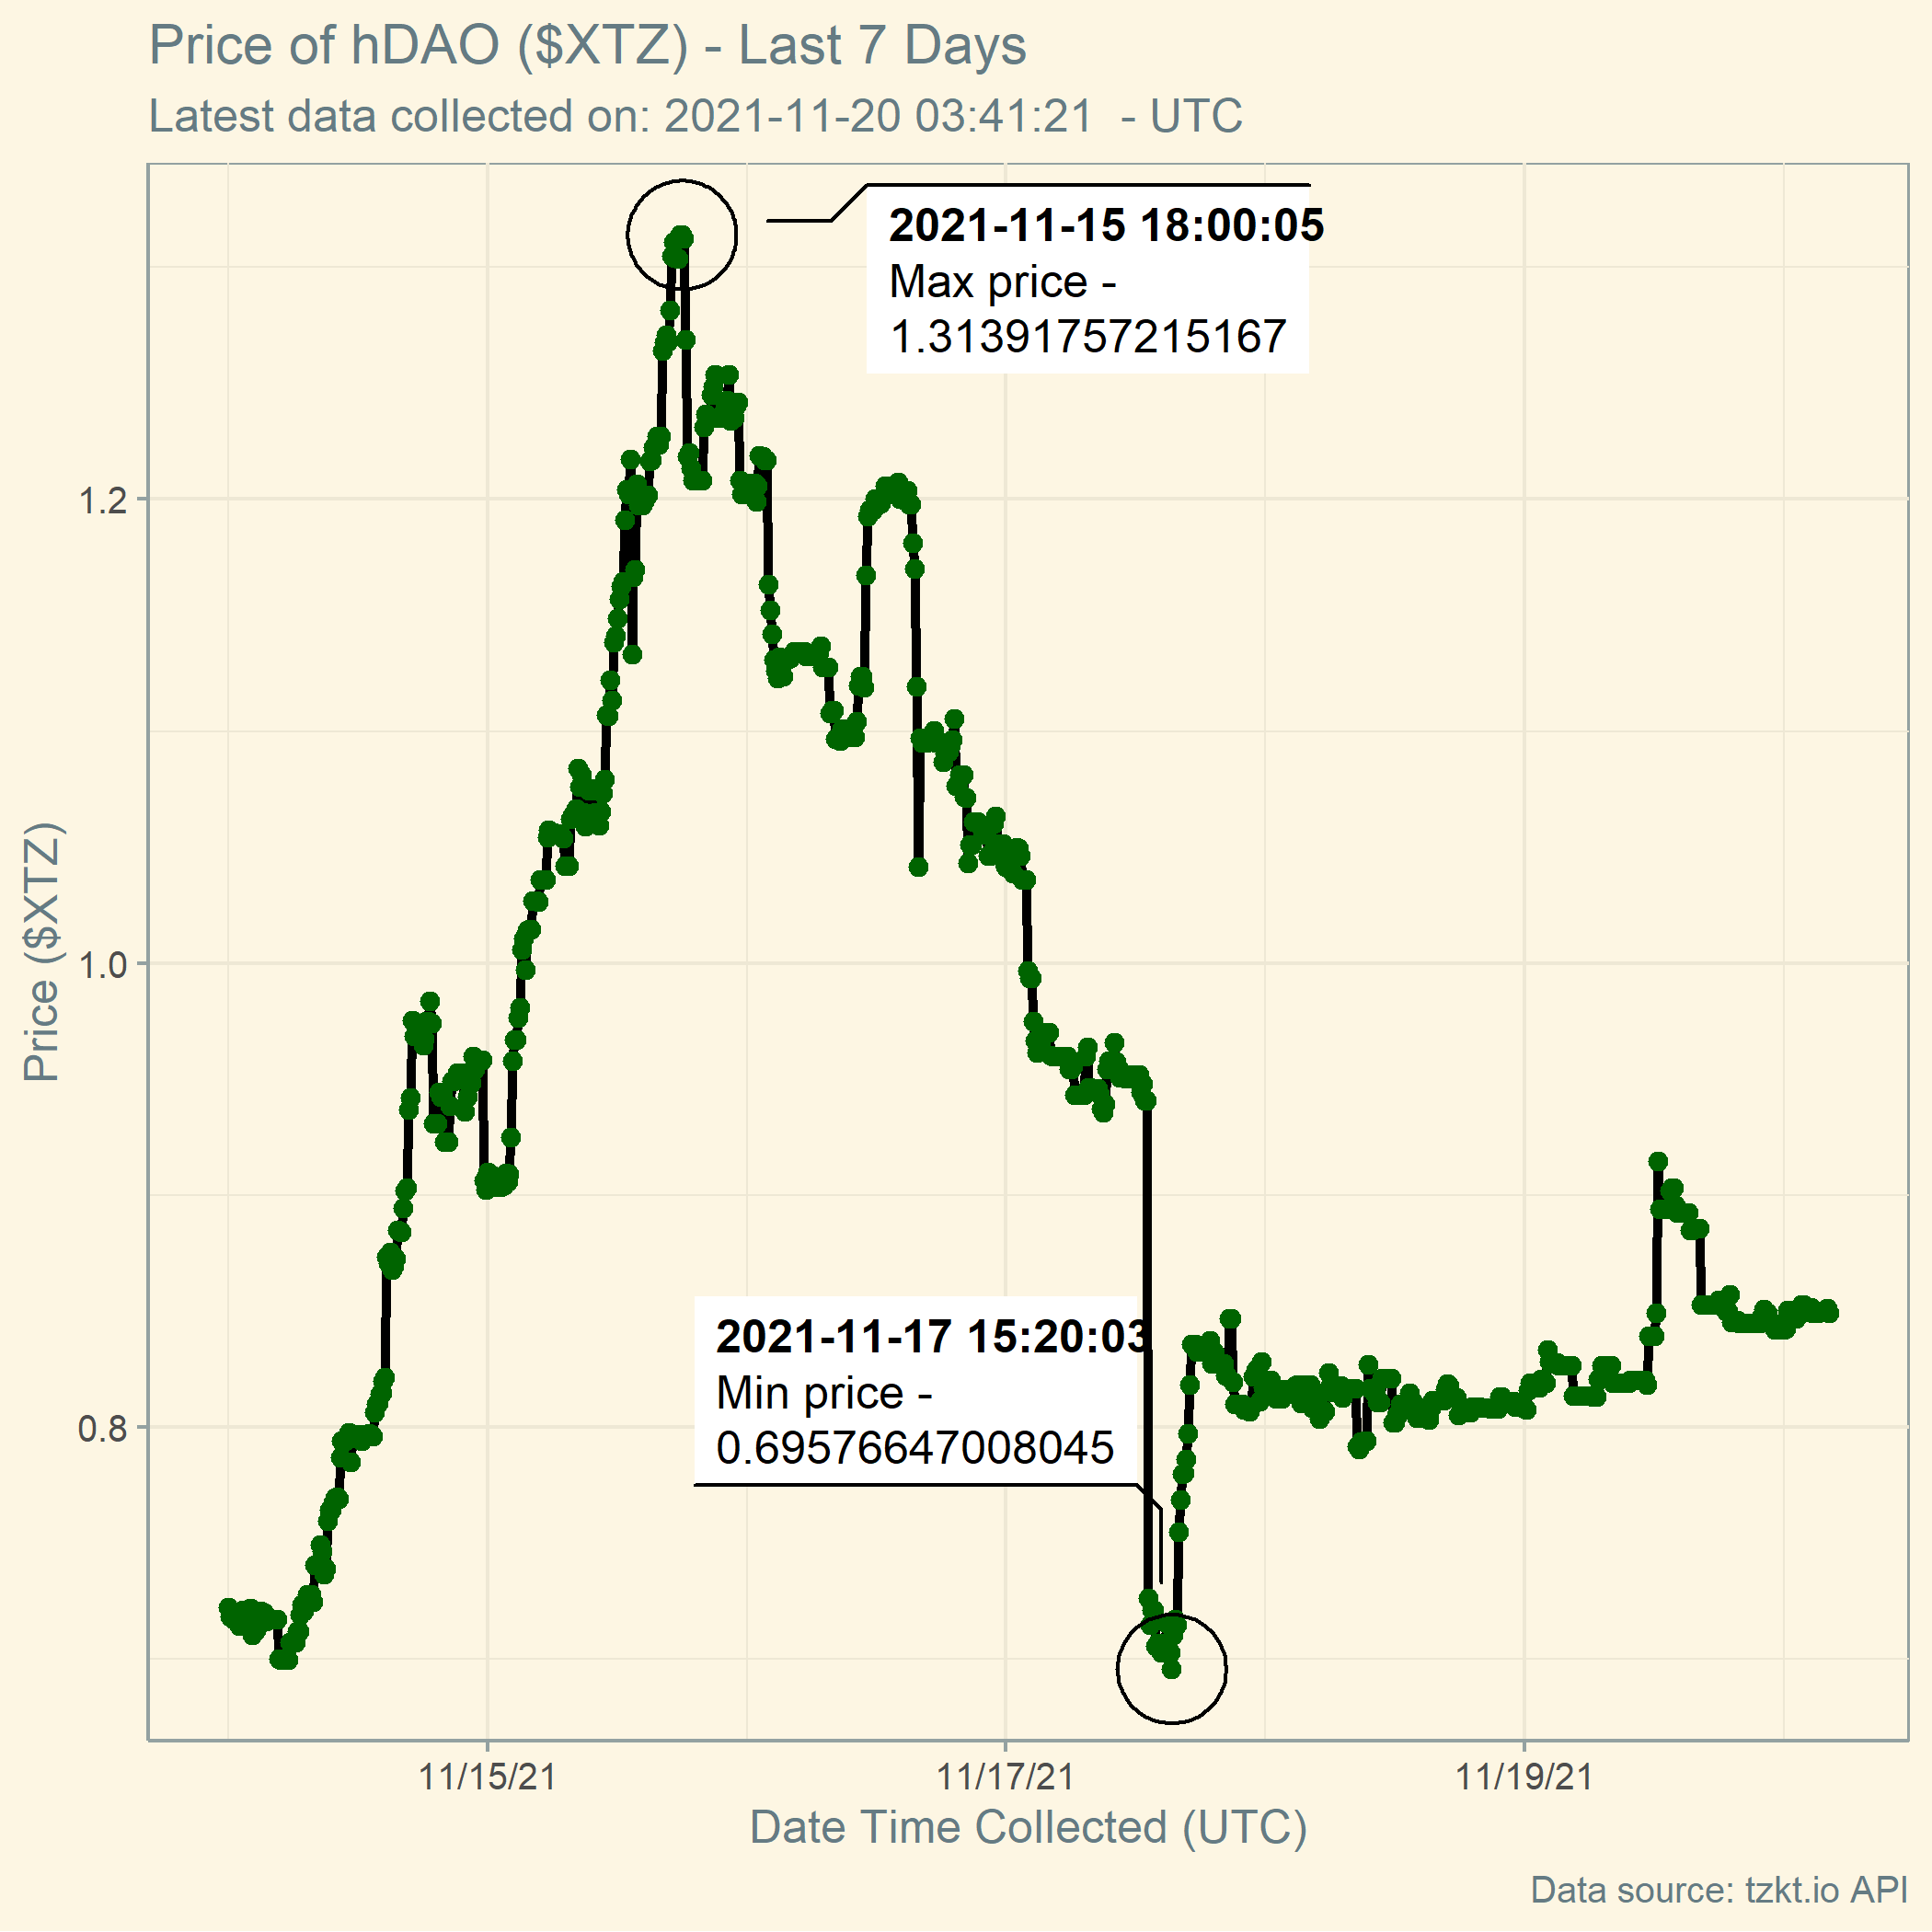 Price of hDAO ($XTZ) - Last 7 Days
Latest data collected on: 2021-11-20 03:41:21  - UTC
2021-11-15 18:00:05
Max price -
1.31391757215167
1.2
1.0
0.8
Price ($XTZ)
2021-11-17 15:20:03
Min price -
0.69576647008045
11/15/21
11/17/21
11/19/21
Date Time Collected (UTC)
Data source: tzkt.io API